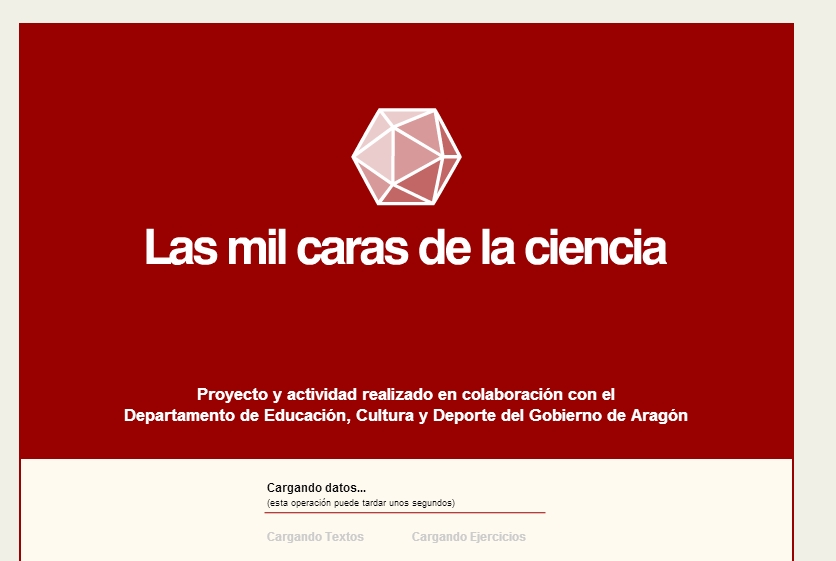 Las mil caras de la ciencia
Proyecto y actividad realizado en colaboración con el
Departamento de Educación, Cultura y Deporte del Gobierno de Aragón
Cargando datos...
(esta operación puede tardar unos segundos)
Cargando Textos Cargando Ejercicios